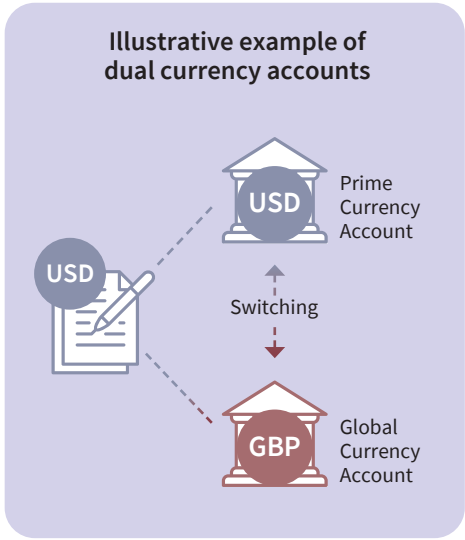 Illustrative example of
dual currency accounts
USD
USD
Prime
Currency
Account
Switching
GBP
Global
Currency
Account